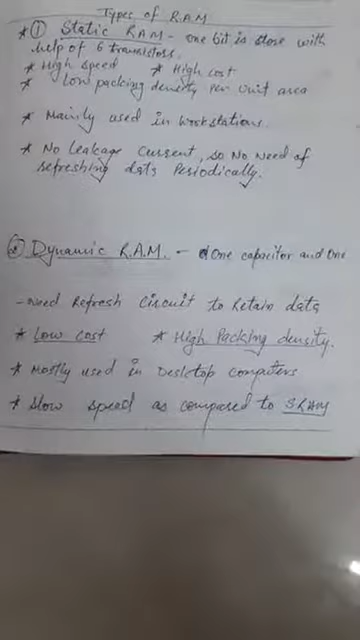 Types of R.A.M
* ① Static RAM - one bit is store with
help of 6 transistors.
* High speed * High cost
* Low packing density per unit area
* Mainly used in workstations.
* No Leakage current, so No Need of
refreshing data Periodically.
② Dynamic R.A.M. - One capacitor and One
- Need Refresh Circuit to Retain data
* Low cost * High Packing density.
* Mostly used in Desktop computers
* Slow speed as compared to SRAM